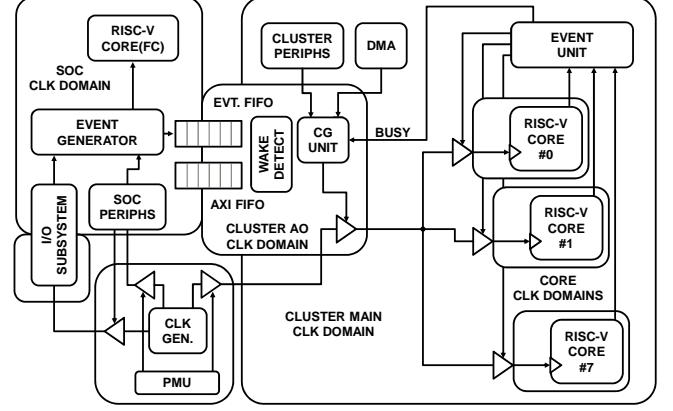 RISC-V
CORE(FC)
SOC
CLK DOMAIN
EVENT
GENERATOR
I/O
SUBSYSTEM
SOC
PERIPHS
CLK
GEN.
PMU
CLUSTER
PERIPHS
DMA
EVT. FIFO
WAKE
DETECT
CG
UNIT
AXI FIFO
CLUSTER AO
CLK DOMAIN
BUSY
EVENT
UNIT
RISC-V
CORE
#0
RISC-V
CORE
#1
CORE
CLK DOMAINS
RISC-V
CORE
#7
CLUSTER MAIN
CLK DOMAIN